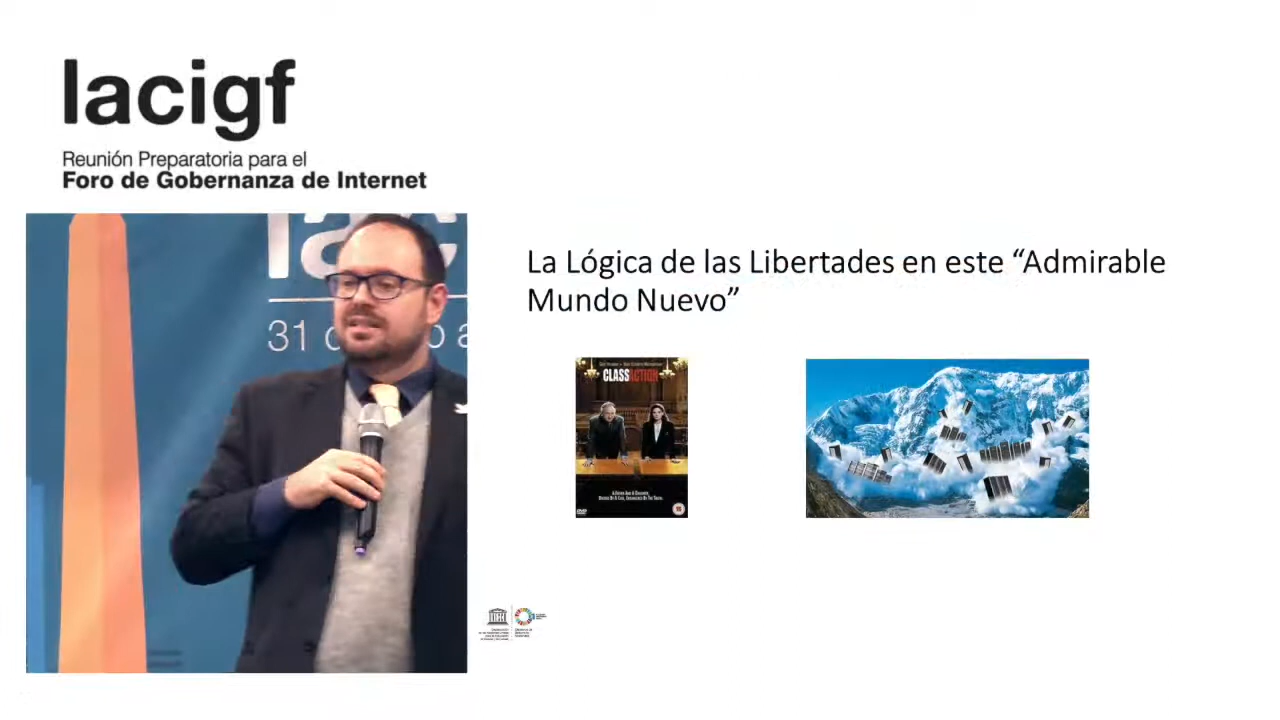 lacigf
Reunión Preparatoria para el
Foro de Gobernanza de Internet
31 d
La Lógica de las Libertades en este “Admirable
Mundo Nuevo”
CLASS ACTION